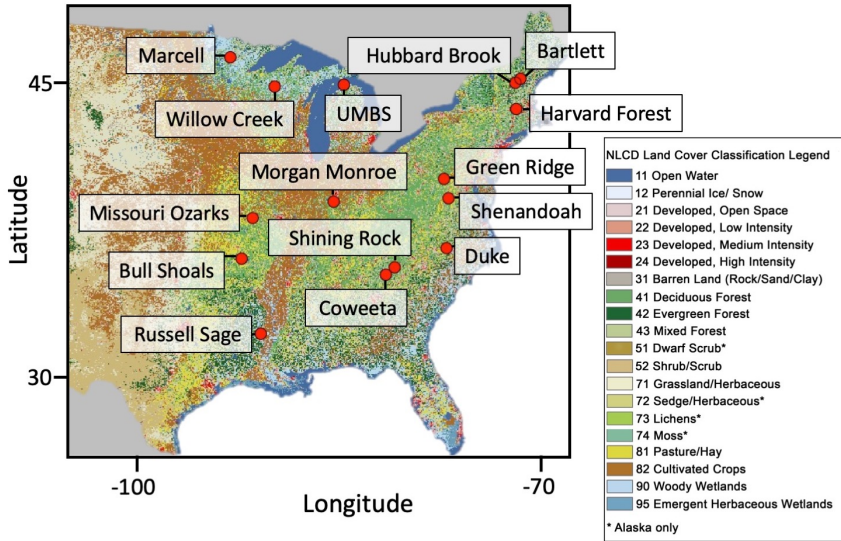 Marcell
Hubbard Brook
Bartlett
45
Willow Creek
UMBS
Harvard Forest
Morgan Monroe
Green Ridge
Missouri Ozarks
Shenandoah
Shining Rock
Bull Shoals
Duke
Coweeta
Russell Sage
30
Latitude
-100
-70
Longitude
NLCD Land Cover Classification Legend
11 Open Water
12 Perennial Ice/ Snow
21 Developed, Open Space
22 Developed, Low Intensity
23 Developed, Medium Intensity
24 Developed, High Intensity
31 Barren Land (Rock/Sand/Clay)
41 Deciduous Forest
42 Evergreen Forest
43 Mixed Forest
51 Dwarf Scrub*
52 Shrub/Scrub
71 Grassland/Herbaceous
72 Sedge/Herbaceous*
73 Lichens*
74 Moss*
81 Pasture/Hay
82 Cultivated Crops
90 Woody Wetlands
95 Emergent Herbaceous Wetlands
* Alaska only